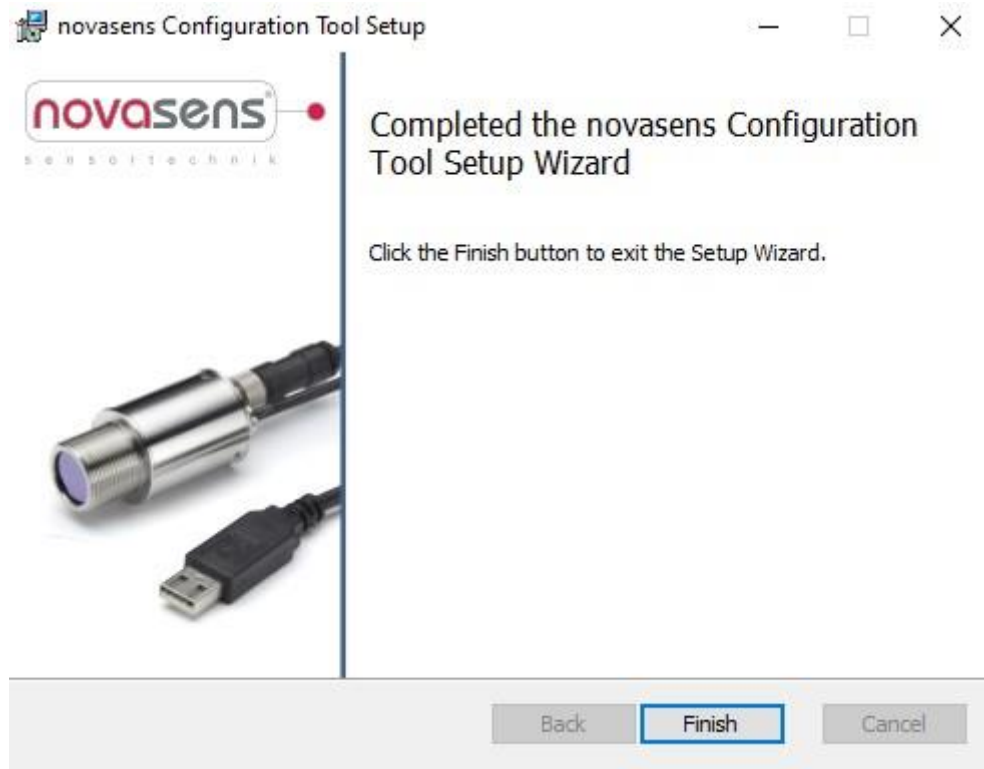 novasens Configuration Tool Setup
novasens
sensortechnik
Completed the novasens Configuration
Tool Setup Wizard
Click the Finish button to exit the Setup Wizard.
Back Finish Cancel